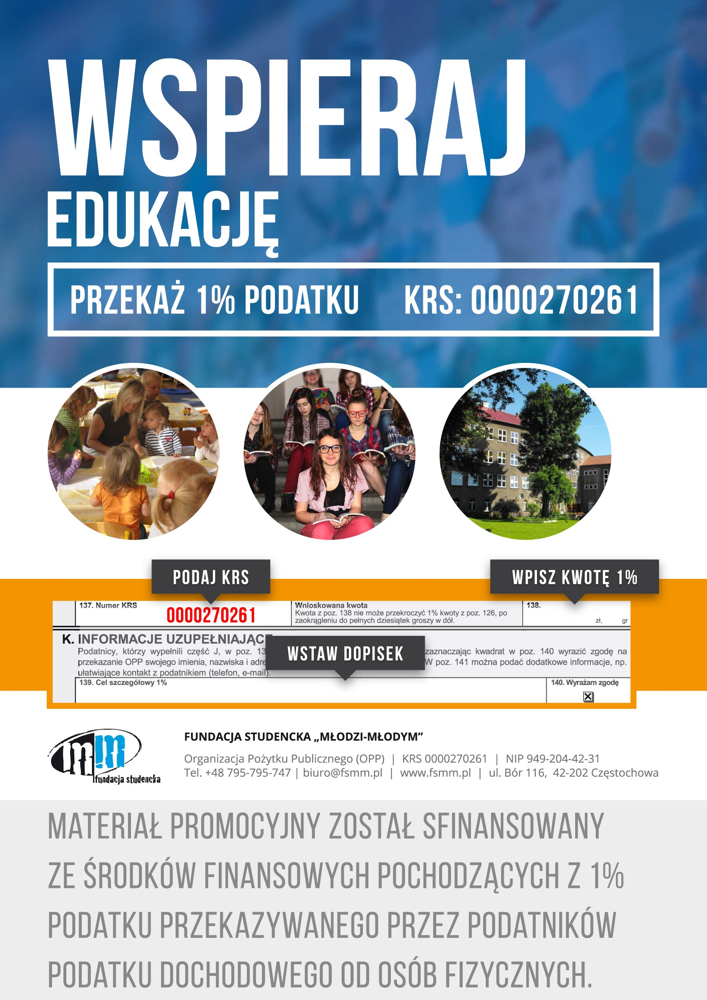 WSPIERAJ
EDUKACJĘ
PRZEKAŻ 1% PODATKU KRS: 0000270261
PODAJ KRS
WPISZ KWOTĘ 1%
137. Numer KRS
0000270261
Wnioskowana kwota
Kwota z poz. 138 nie może przekroczyć 1% kwoty z poz. 126, po
zaokrągleniu do pełnych dziesiątek groszy w dół.
138.
zł, gr
K. INFORMACJE UZUPEŁNIAJĄC
WSTAW DOPISEK
Podatnicy, którzy wypełnili część J, w poz. 13 zaznaczając kwadrat w poz. 140 wyrazić zgodę na
przekazanie OPP swojego imienia, nazwiska i adre W poz. 141 można podać dodatkowe informacje, np.
ułatwiające kontakt z podatnikiem (telefon, e-mail).
139. Cel szczegółowy 1%
140. Wyrażam zgodę
mm
fundacja studencka
FUNDACJA STUDENCKA „MŁODZI-MŁODYM”
Organizacja Pożytku Publicznego (OPP) | KRS 0000270261 | NIP 949-204-42-31
Tel. +48 795-795-747 | biuro@fsmm.pl | www.fsmm.pl | ul. Bór 116, 42-202 Częstochowa
MATERIAŁ PROMOCYJNY ZOSTAŁ SFINANSOWANY
ZE ŚRODKÓW FINANSOWYCH POCHODZĄCYCH Z 1%
PODATKU PRZEKAZYWANEGO PRZEZ PODATNIKÓW
PODATKU DOCHODOWEGO OD OSÓB FIZYCZNYCH.